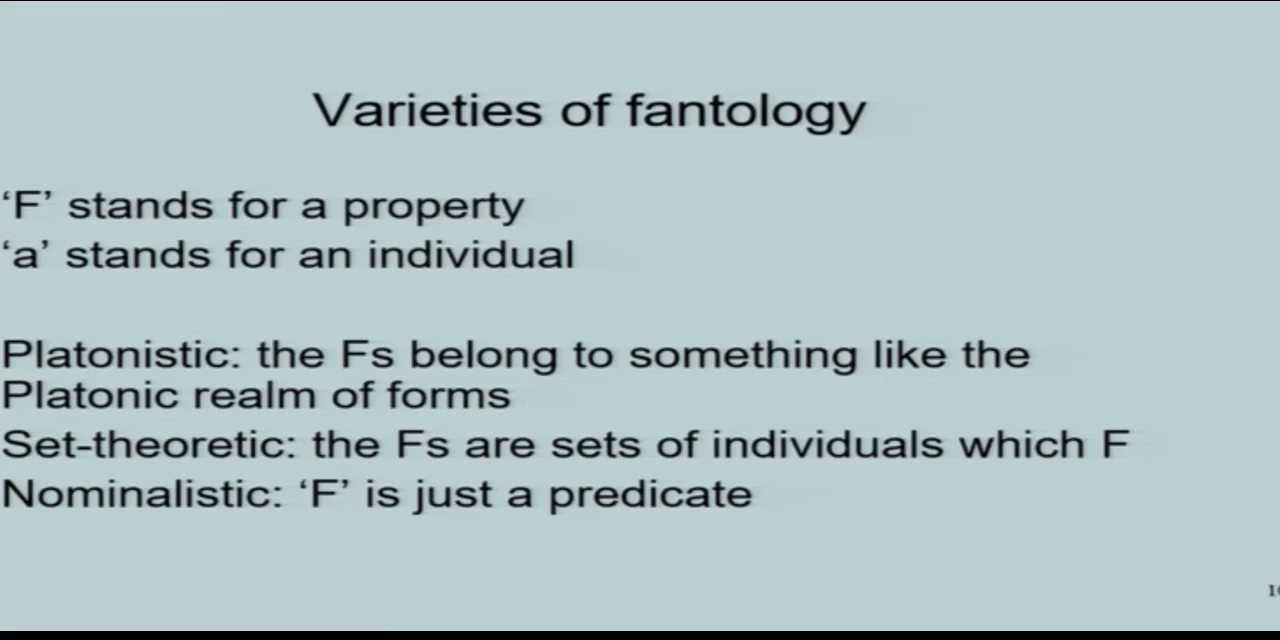 Varieties of fantology
‘F’ stands for a property
‘a’ stands for an individual
Platonistic: the Fs belong to something like the
Platonic realm of forms
Set-theoretic: the Fs are sets of individuals which F
Nominalistic: ‘F’ is just a predicate